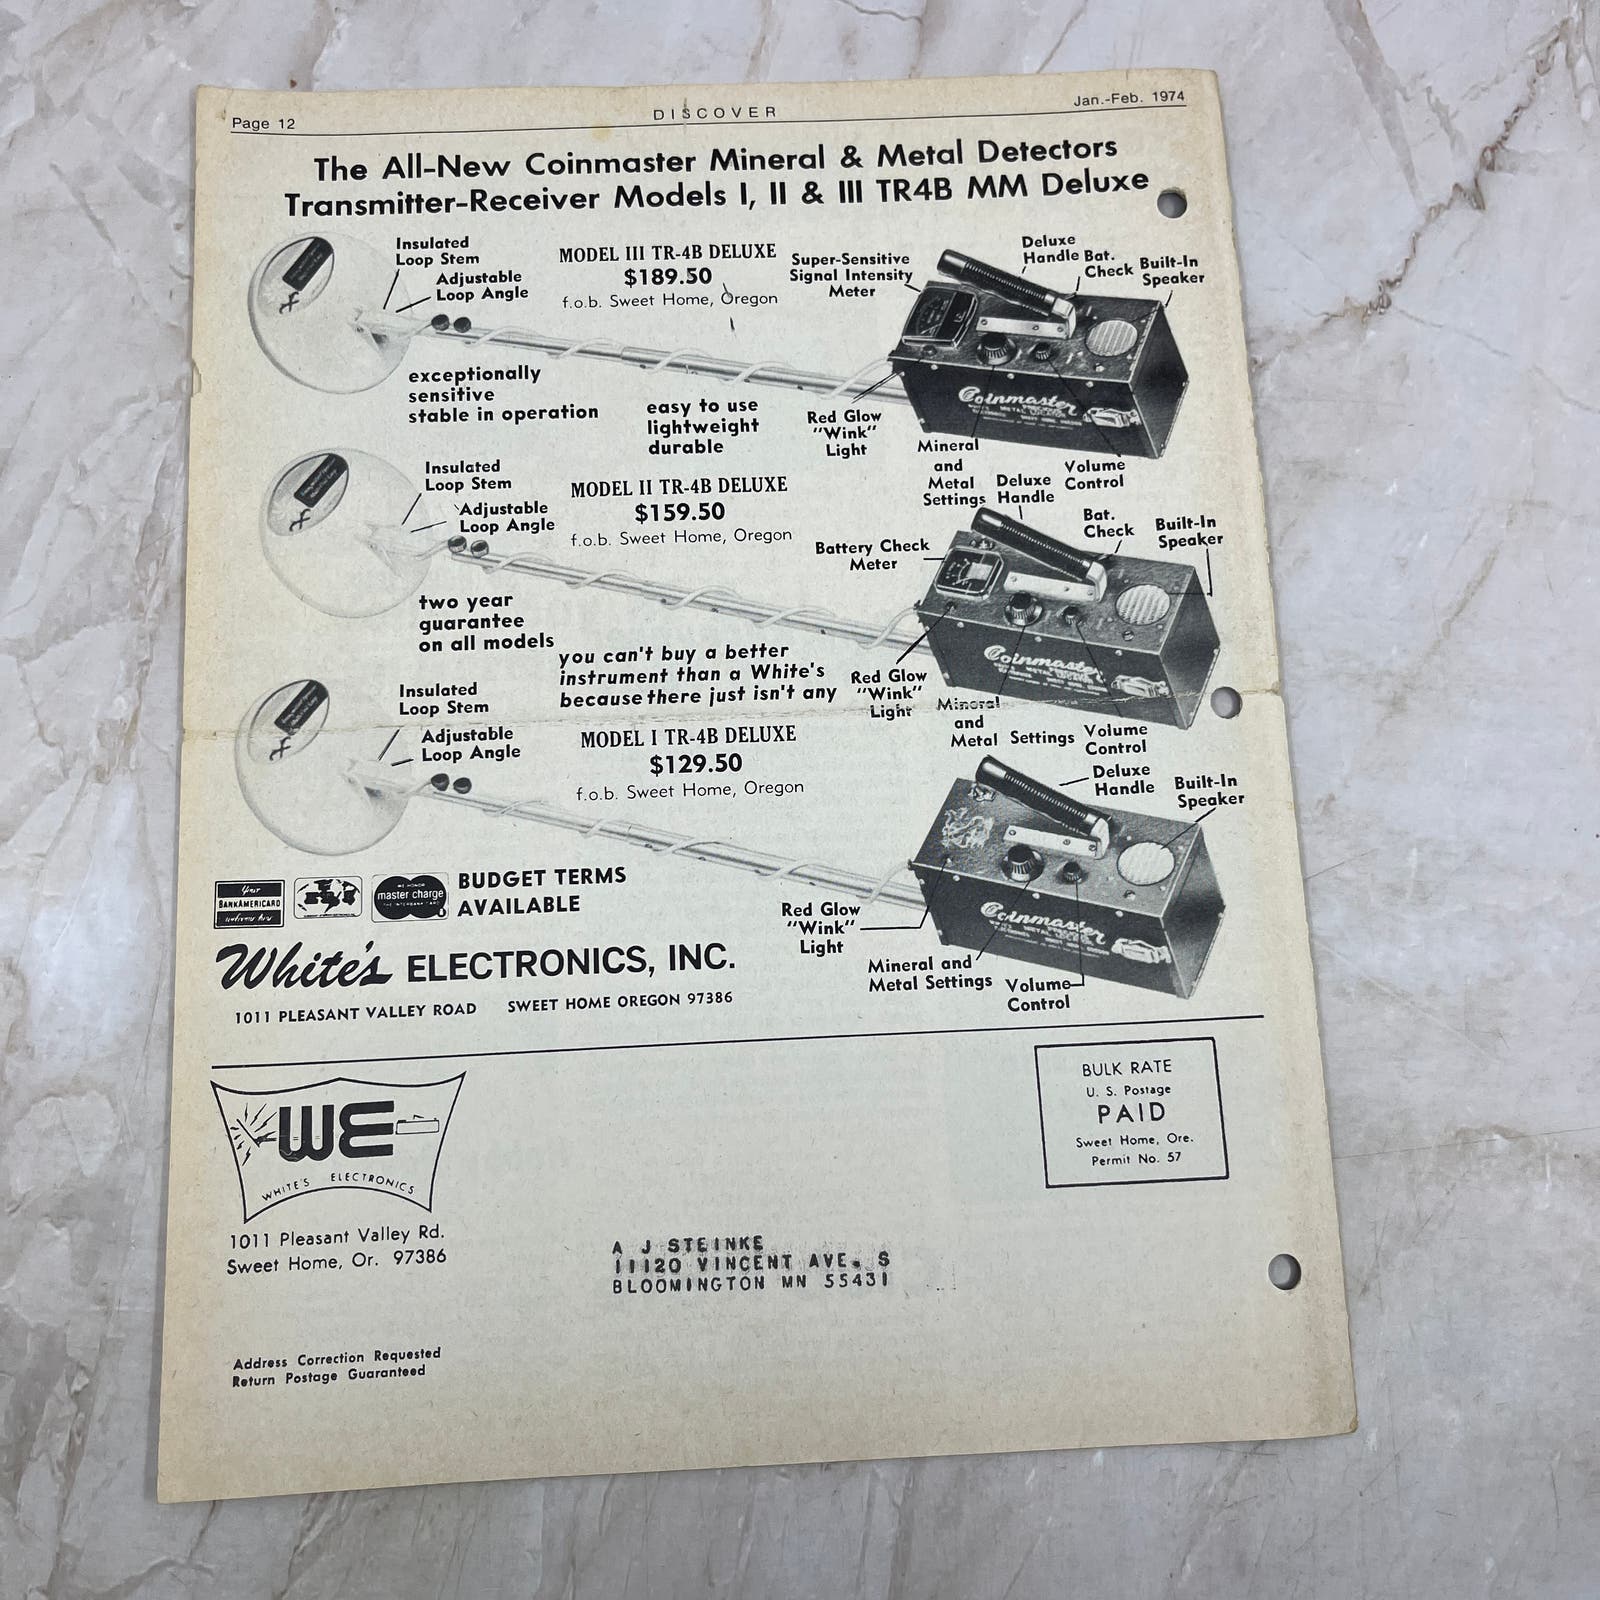 Page 12
DISCOVER
Jan.-Feb. 1974
The All-New Coinmaster Mineral & Metal Detectors
Transmitter-Receiver Models I, II & III TR4B MM Deluxe
Insulated
Loop Stem
Adjustable
Loop Angle
MODEL III TR-4B DELUXE
$189.50
f.o.b. Sweet Home, Oregon
Super-Sensitive
Signal Intensity
Meter
Deluxe
Handle
Bat.
Check
Built-In
Speaker
exceptionally
sensitive
stable in operation
easy to use
lightweight
durable
Red Glow
"Wink"
Light
Coinmaster
Mineral
and
Metal
Settings
Volume
Control
Insulated
Loop Stem
Adjustable
Loop Angle
MODEL II TR-4B DELUXE
$159.50
f.o.b. Sweet Home, Oregon
Battery Check
Meter
Deluxe
Handle
Bat.
Check
Built-In
Speaker
two year
guarantee
on all models
you can't buy a better
instrument than a White's
because there just isn't any
Red Glow
"Wink"
Light
Coinmaster
Mineral
and
Metal Settings
Volume
Control
Insulated
Loop Stem
Adjustable
Loop Angle
MODEL I TR-4B DELUXE
$129.50
f.o.b. Sweet Home, Oregon
Deluxe
Handle
Built-In
Speaker
Red Glow
"Wink"
Light
Coinmaster
Mineral and
Metal Settings
Volume
Control
BANKAMERICARD
welcome here
WE HONOR
master charge
THE INTERBANK CARD
BUDGET TERMS
AVAILABLE
White's ELECTRONICS, INC.
1011 PLEASANT VALLEY ROAD SWEET HOME OREGON 97386
WE
WHITE'S ELECTRONICS
1011 Pleasant Valley Rd.
Sweet Home, Or. 97386
BULK RATE
U. S. Postage
PAID
Sweet Home, Ore.
Permit No. 57
A J STEINKE
11120 VINCENT AVE. S
BLOOMINGTON MN 55431
Address Correction Requested
Return Postage Guaranteed